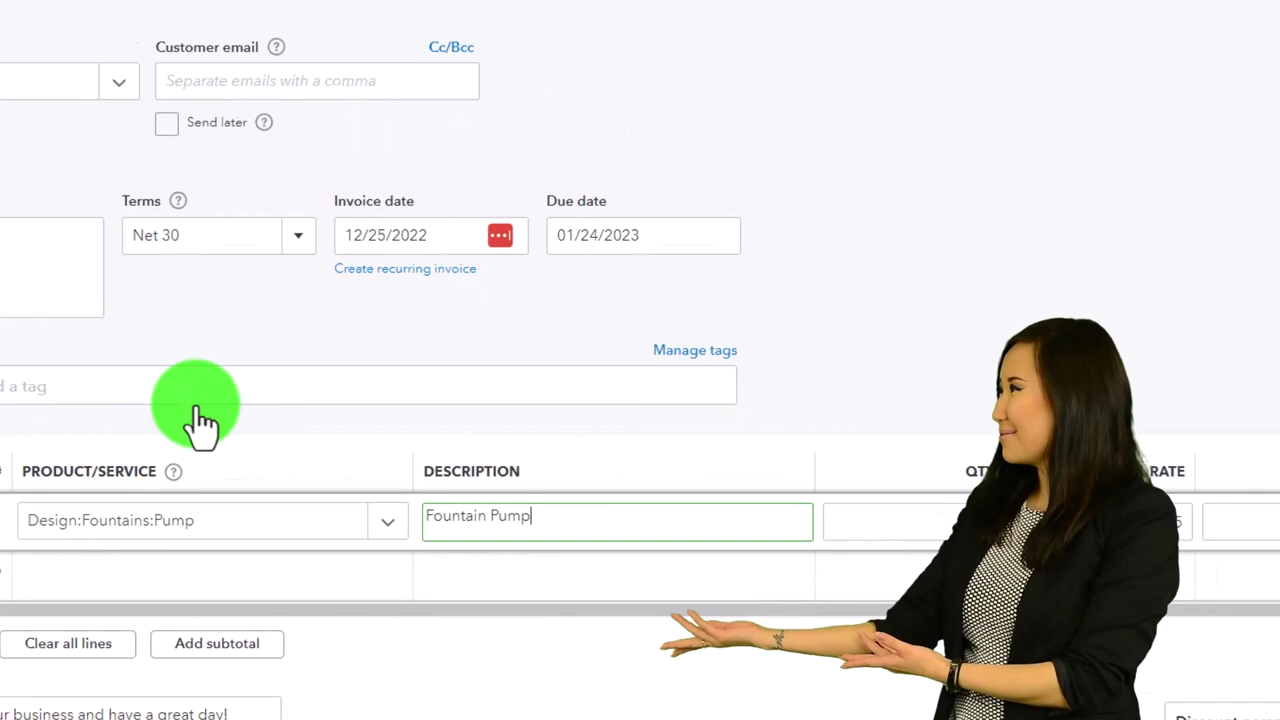 Customer email
Cc/Bcc
Separate emails with a comma
Send later
Terms
Invoice date
Due date
Net 30
12/25/2022
01/24/2023
Create recurring invoice
Manage tags
a tag
PRODUCT/SERVICE
DESCRIPTION
RATE
Design:Fountains:Pump
Fountain Pump
Clear all lines
Add subtotal
business and have a great day!